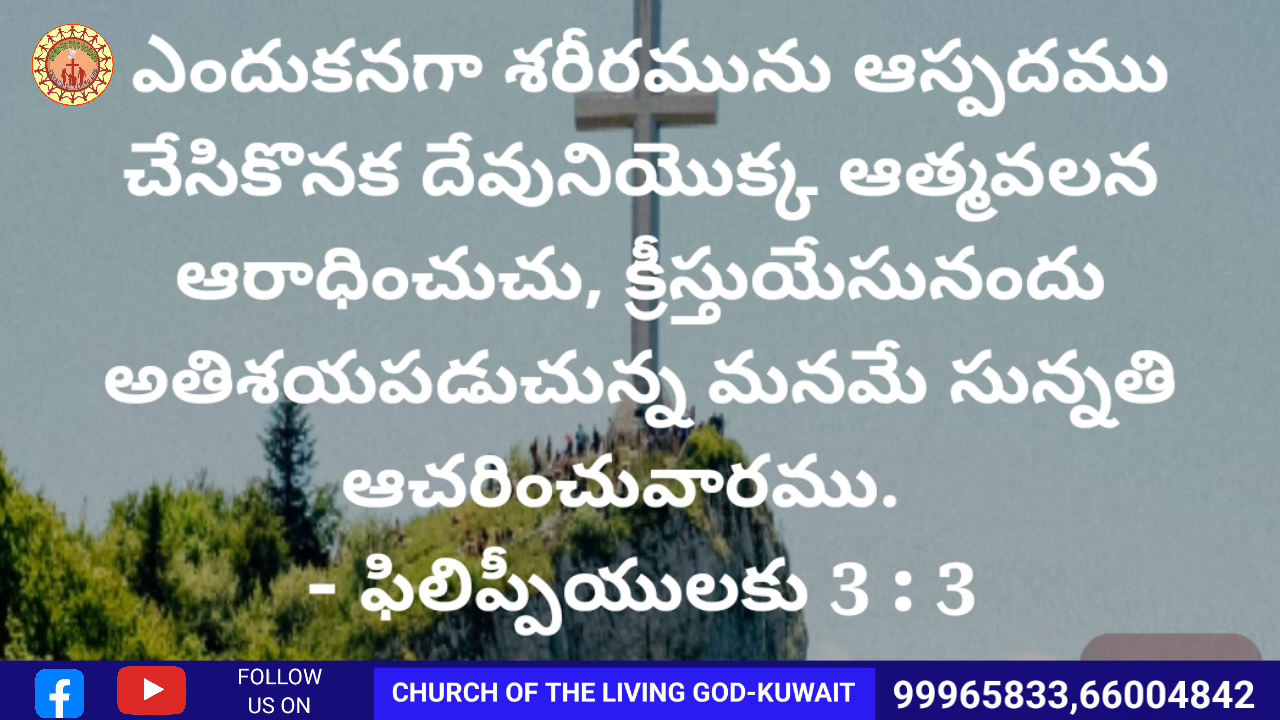 ఎందుకనగా శరీరమును ఆస్పదము
చేసికొనక దేవునియొక్క ఆత్మవలన
ఆరాధించుచు, క్రీస్తుయేసునందు
అతిశయపడుచున్న మనమే సున్నతి
ఆచరించువారము.
- ఫిలిప్పీయులకు 3 : 3
FOLLOW
US ON
CHURCH OF THE LIVING GOD-KUWAIT
99965833,66004842